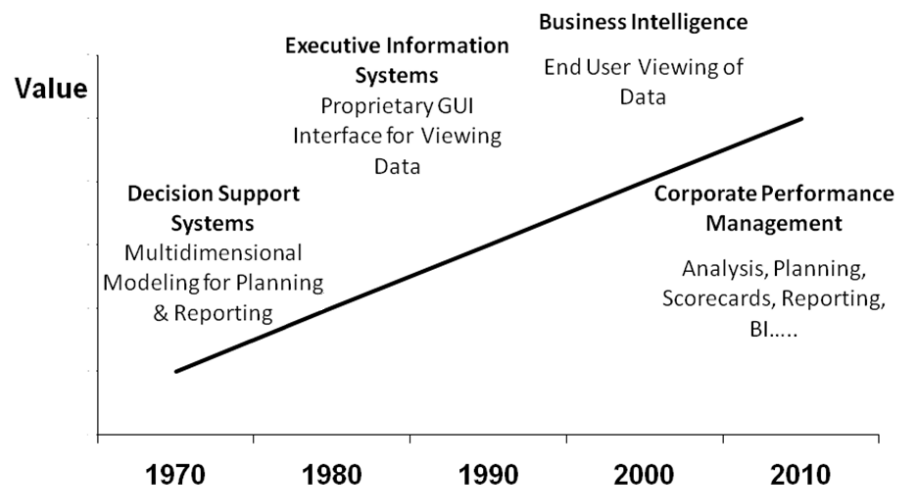 Business Intelligence
End User Viewing of
Data
Executive Information
Systems
Proprietary GUI
Interface for Viewing
Data
Value
Decision Support
Systems
Multidimensional
Modeling for Planning
& Reporting
Corporate Performance
Management
Analysis, Planning,
Scorecards, Reporting,
BI.....
1970 1980 1990 2000 2010